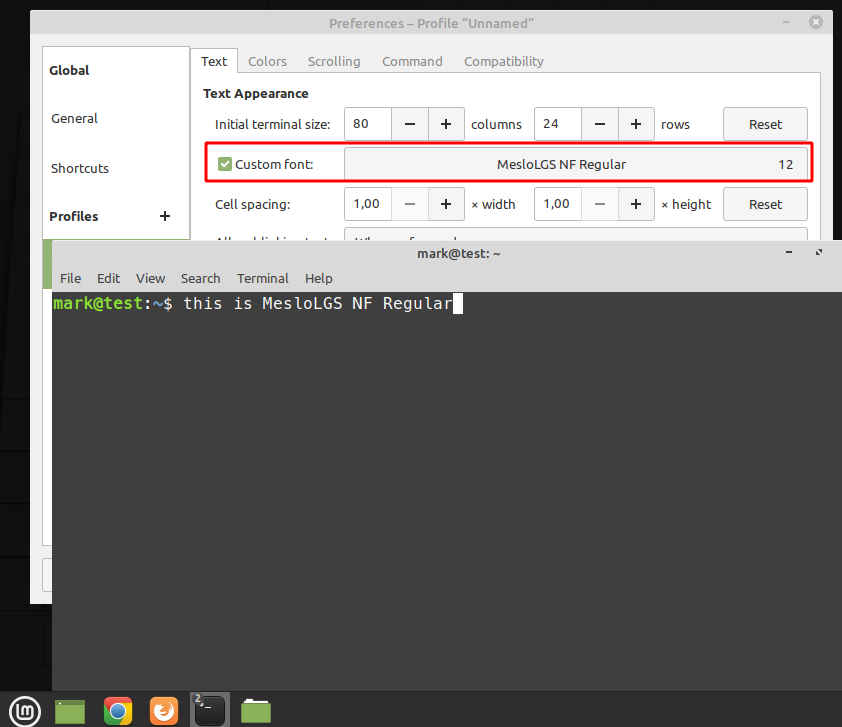 Preferences – Profile “Unnamed”
Global
General
Shortcuts
Profiles +
Text Colors Scrolling Command Compatibility
Text Appearance
Initial terminal size: 80 − + columns 24 − + rows Reset
Custom font: MesloLGS NF Regular 12
Cell spacing: 1,00 − + × width 1,00 − + × height Reset
mark@test: ~
File Edit View Search Terminal Help
mark@test:~$ this is MesloLGS NF Regular
2